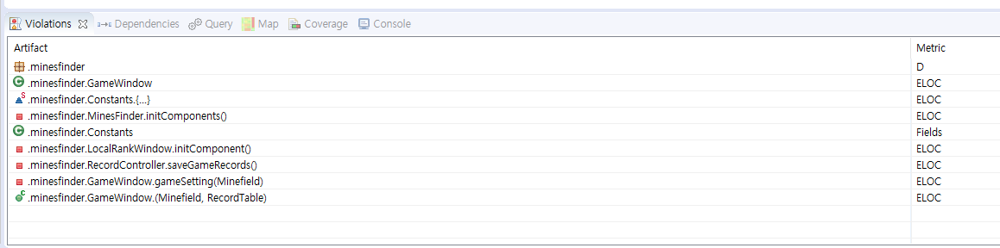 Violations Dependencies Query Map Coverage Console
Artifact Metric
.minesfinder D
.minesfinder.GameWindow ELOC
.minesfinder.Constants.{...} ELOC
.minesfinder.MinesFinder.initComponents() ELOC
.minesfinder.Constants Fields
.minesfinder.LocalRankWindow.initComponent() ELOC
.minesfinder.RecordController.saveGameRecords() ELOC
.minesfinder.GameWindow.gameSetting(Minefield) ELOC
.minesfinder.GameWindow.(Minefield, RecordTable) ELOC